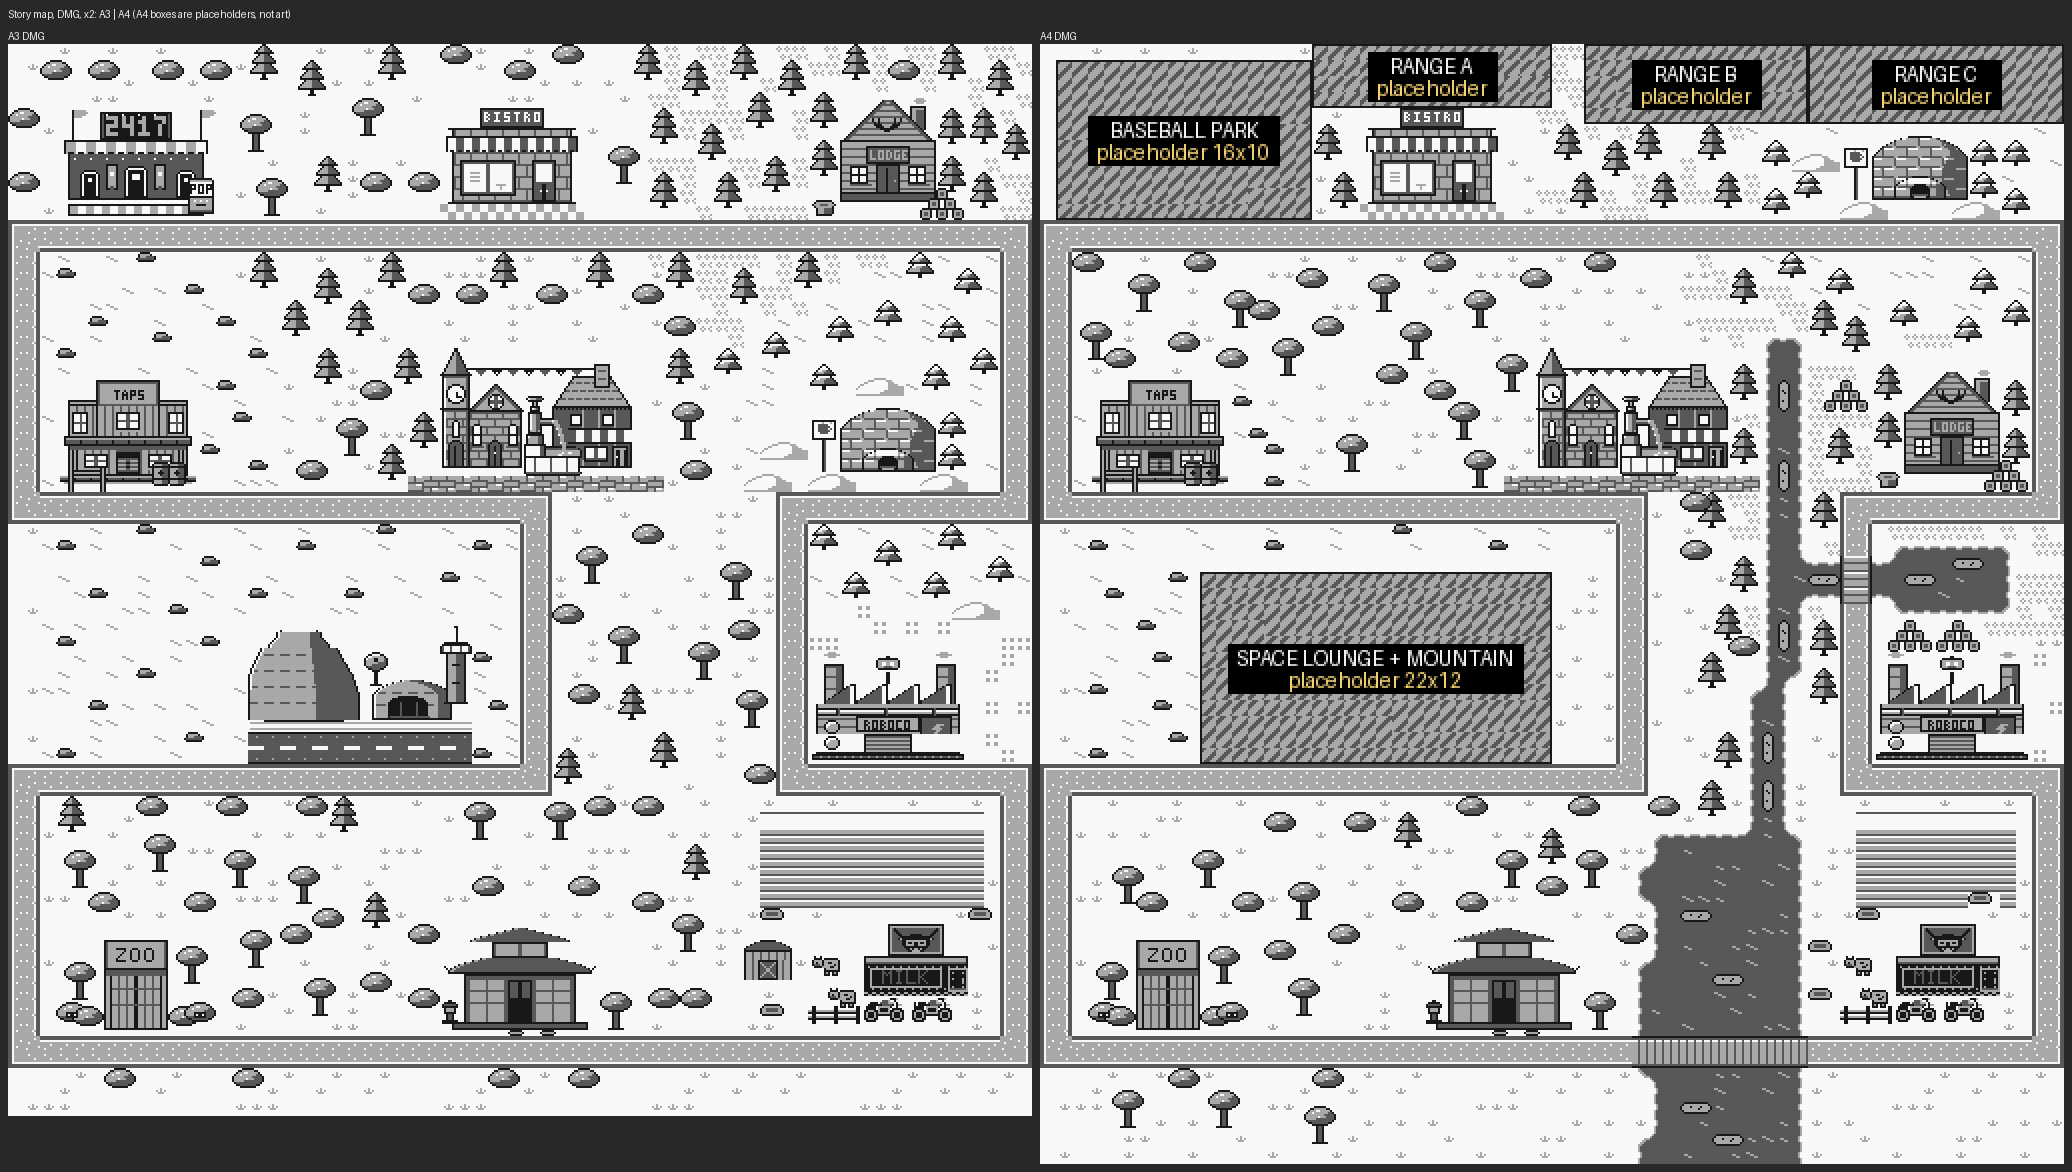 Story map, DMG, x2: A3 | A4 (A4 boxes are placeholders, not art)
A3 DMG
2417
POP
BISTRO
LODGE
TAPS
ROBOCO
ZOO
MILK
A4 DMG
BASEBALL PARK
placeholder 16x10
RANGE A
placeholder
RANGE B
placeholder
RANGE C
placeholder
BISTRO
TAPS
LODGE
SPACE LOUNGE + MOUNTAIN
placeholder 22x12
ROBOCO
ZOO
MILK